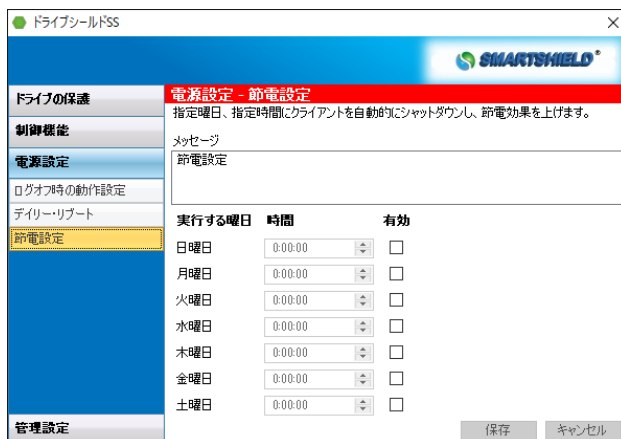 ドライブシールドSS
SMARTSHIELD
ドライブの保護
制御機能
電源設定
ログオフ時の動作設定
デイリー・リブート
節電設定
管理設定
電源設定 - 節電設定
指定曜日、指定時間にクライアントを自動的にシャットダウンし、節電効果を上げます。
メッセージ
節電設定
実行する曜日 時間 有効
日曜日 0:00:00
月曜日 0:00:00
火曜日 0:00:00
水曜日 0:00:00
木曜日 0:00:00
金曜日 0:00:00
土曜日 0:00:00
保存 キャンセル